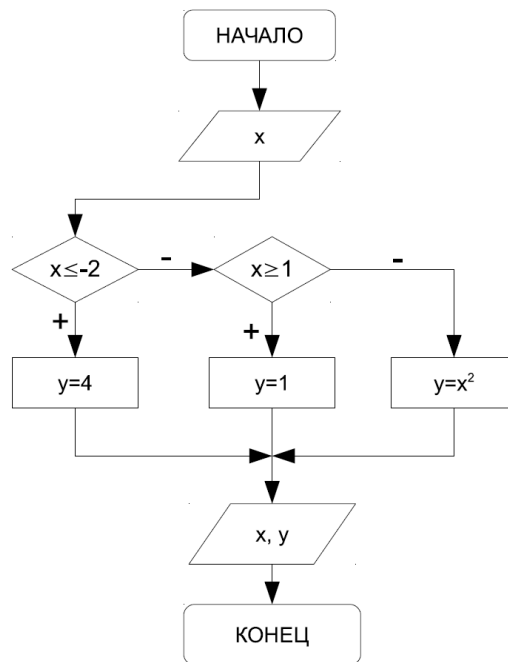 НАЧАЛО
x
x≤-2
-
x≥1
-
+
+
y=4
y=1
y=x²
x, y
КОНЕЦ